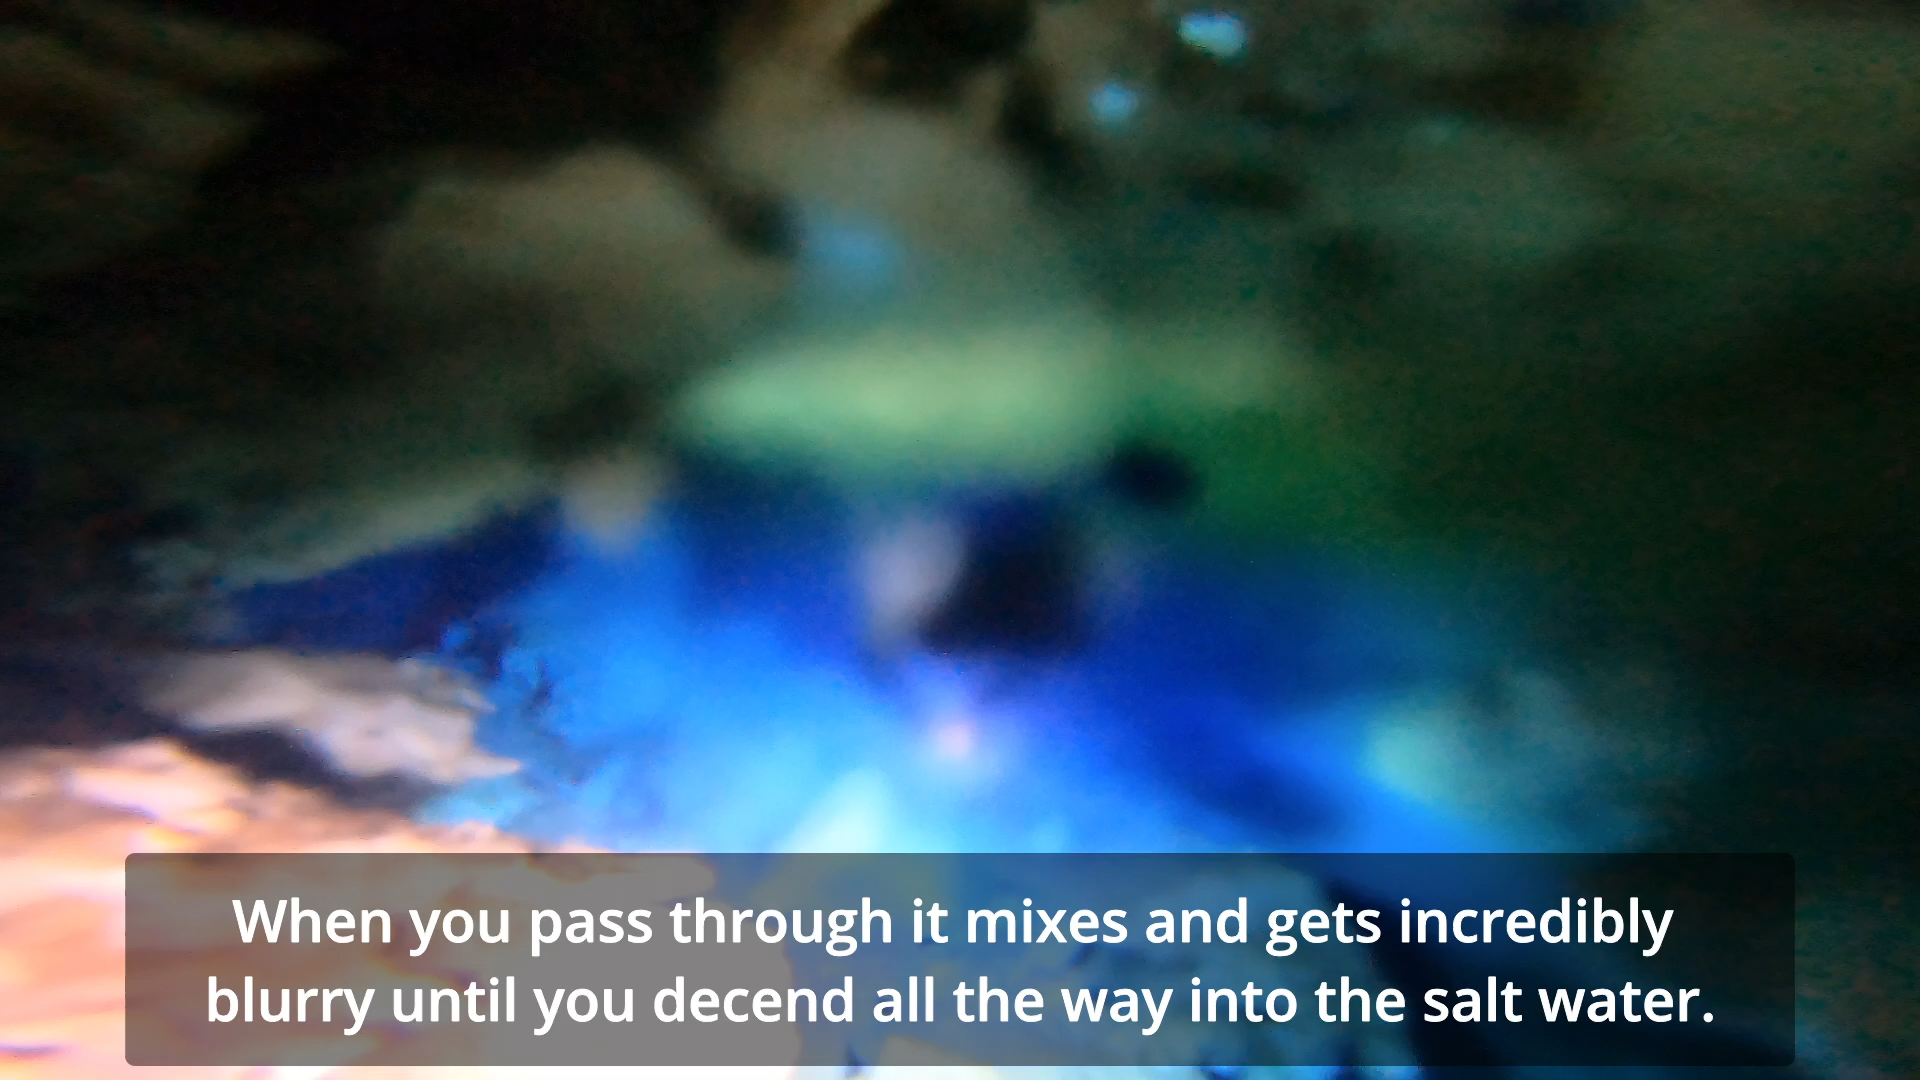 When you pass through it mixes and gets incredibly
blurry until you decend all the way into the salt water.